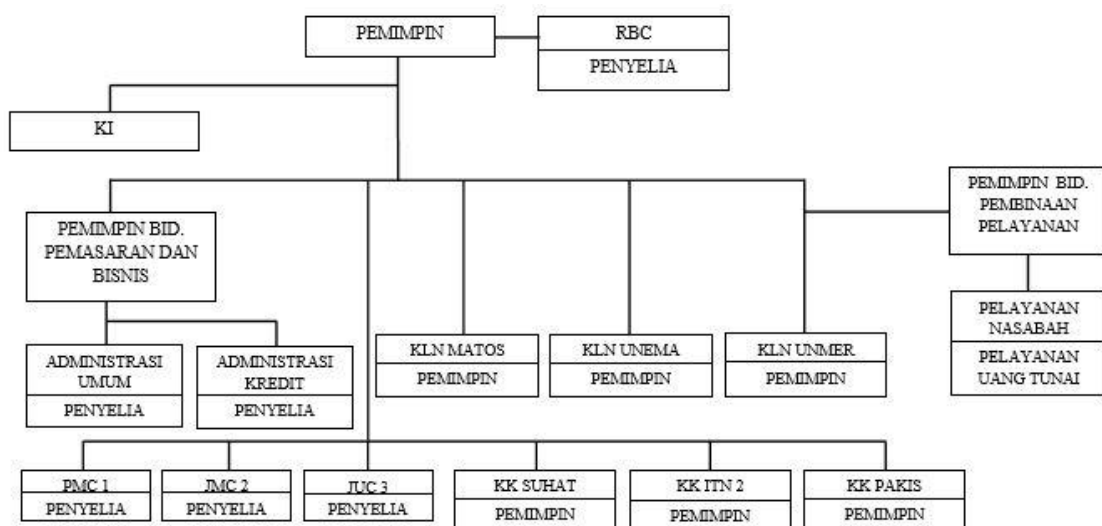 PEMIMPIN
RBC
PENYELIA
KI
PEMIMPIN BID.
PEMBINAAN
PELAYANAN
PEMIMPIN BID.
PEMASARAN DAN
BISNIS
PELAYANAN
NASABAH
PELAYANAN
UANG TUNAI
ADMINISTRASI
UMUM
PENYELIA
ADMINISTRASI
KREDIT
PENYELIA
KLN MATOS
PEMIMPIN
KLN UNEMA
PEMIMPIN
KLN UNMER
PEMIMPIN
PMC 1
PENYELIA
JMC 2
PENYELIA
JUC 3
PENYELIA
KK SUHAT
PEMIMPIN
KK ITN 2
PEMIMPIN
KK PAKIS
PEMIMPIN